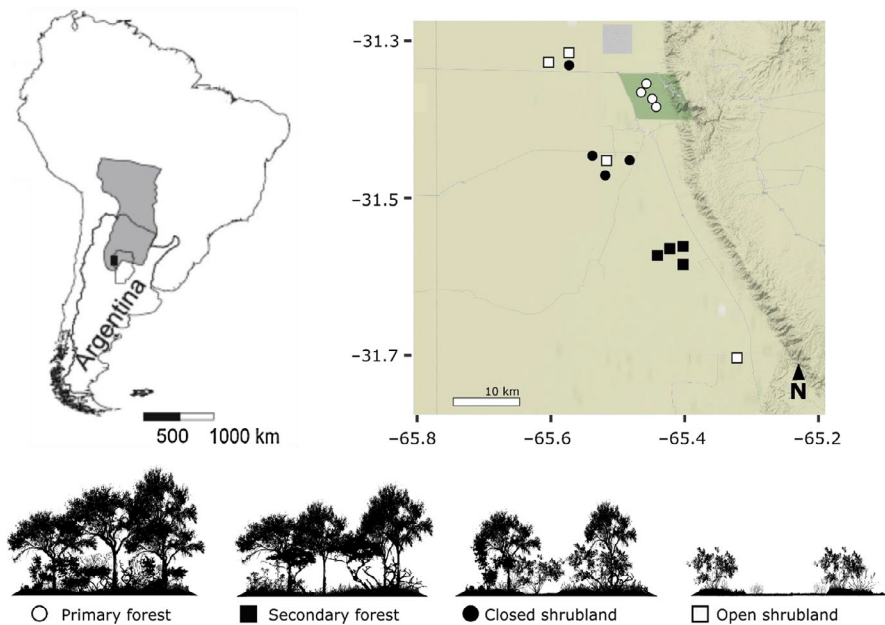 Argentina
500 1000 km
−31.3
−31.5
−31.7
10 km
N
−65.8 −65.6 −65.4 −65.2
Primary forest Secondary forest Closed shrubland Open shrubland